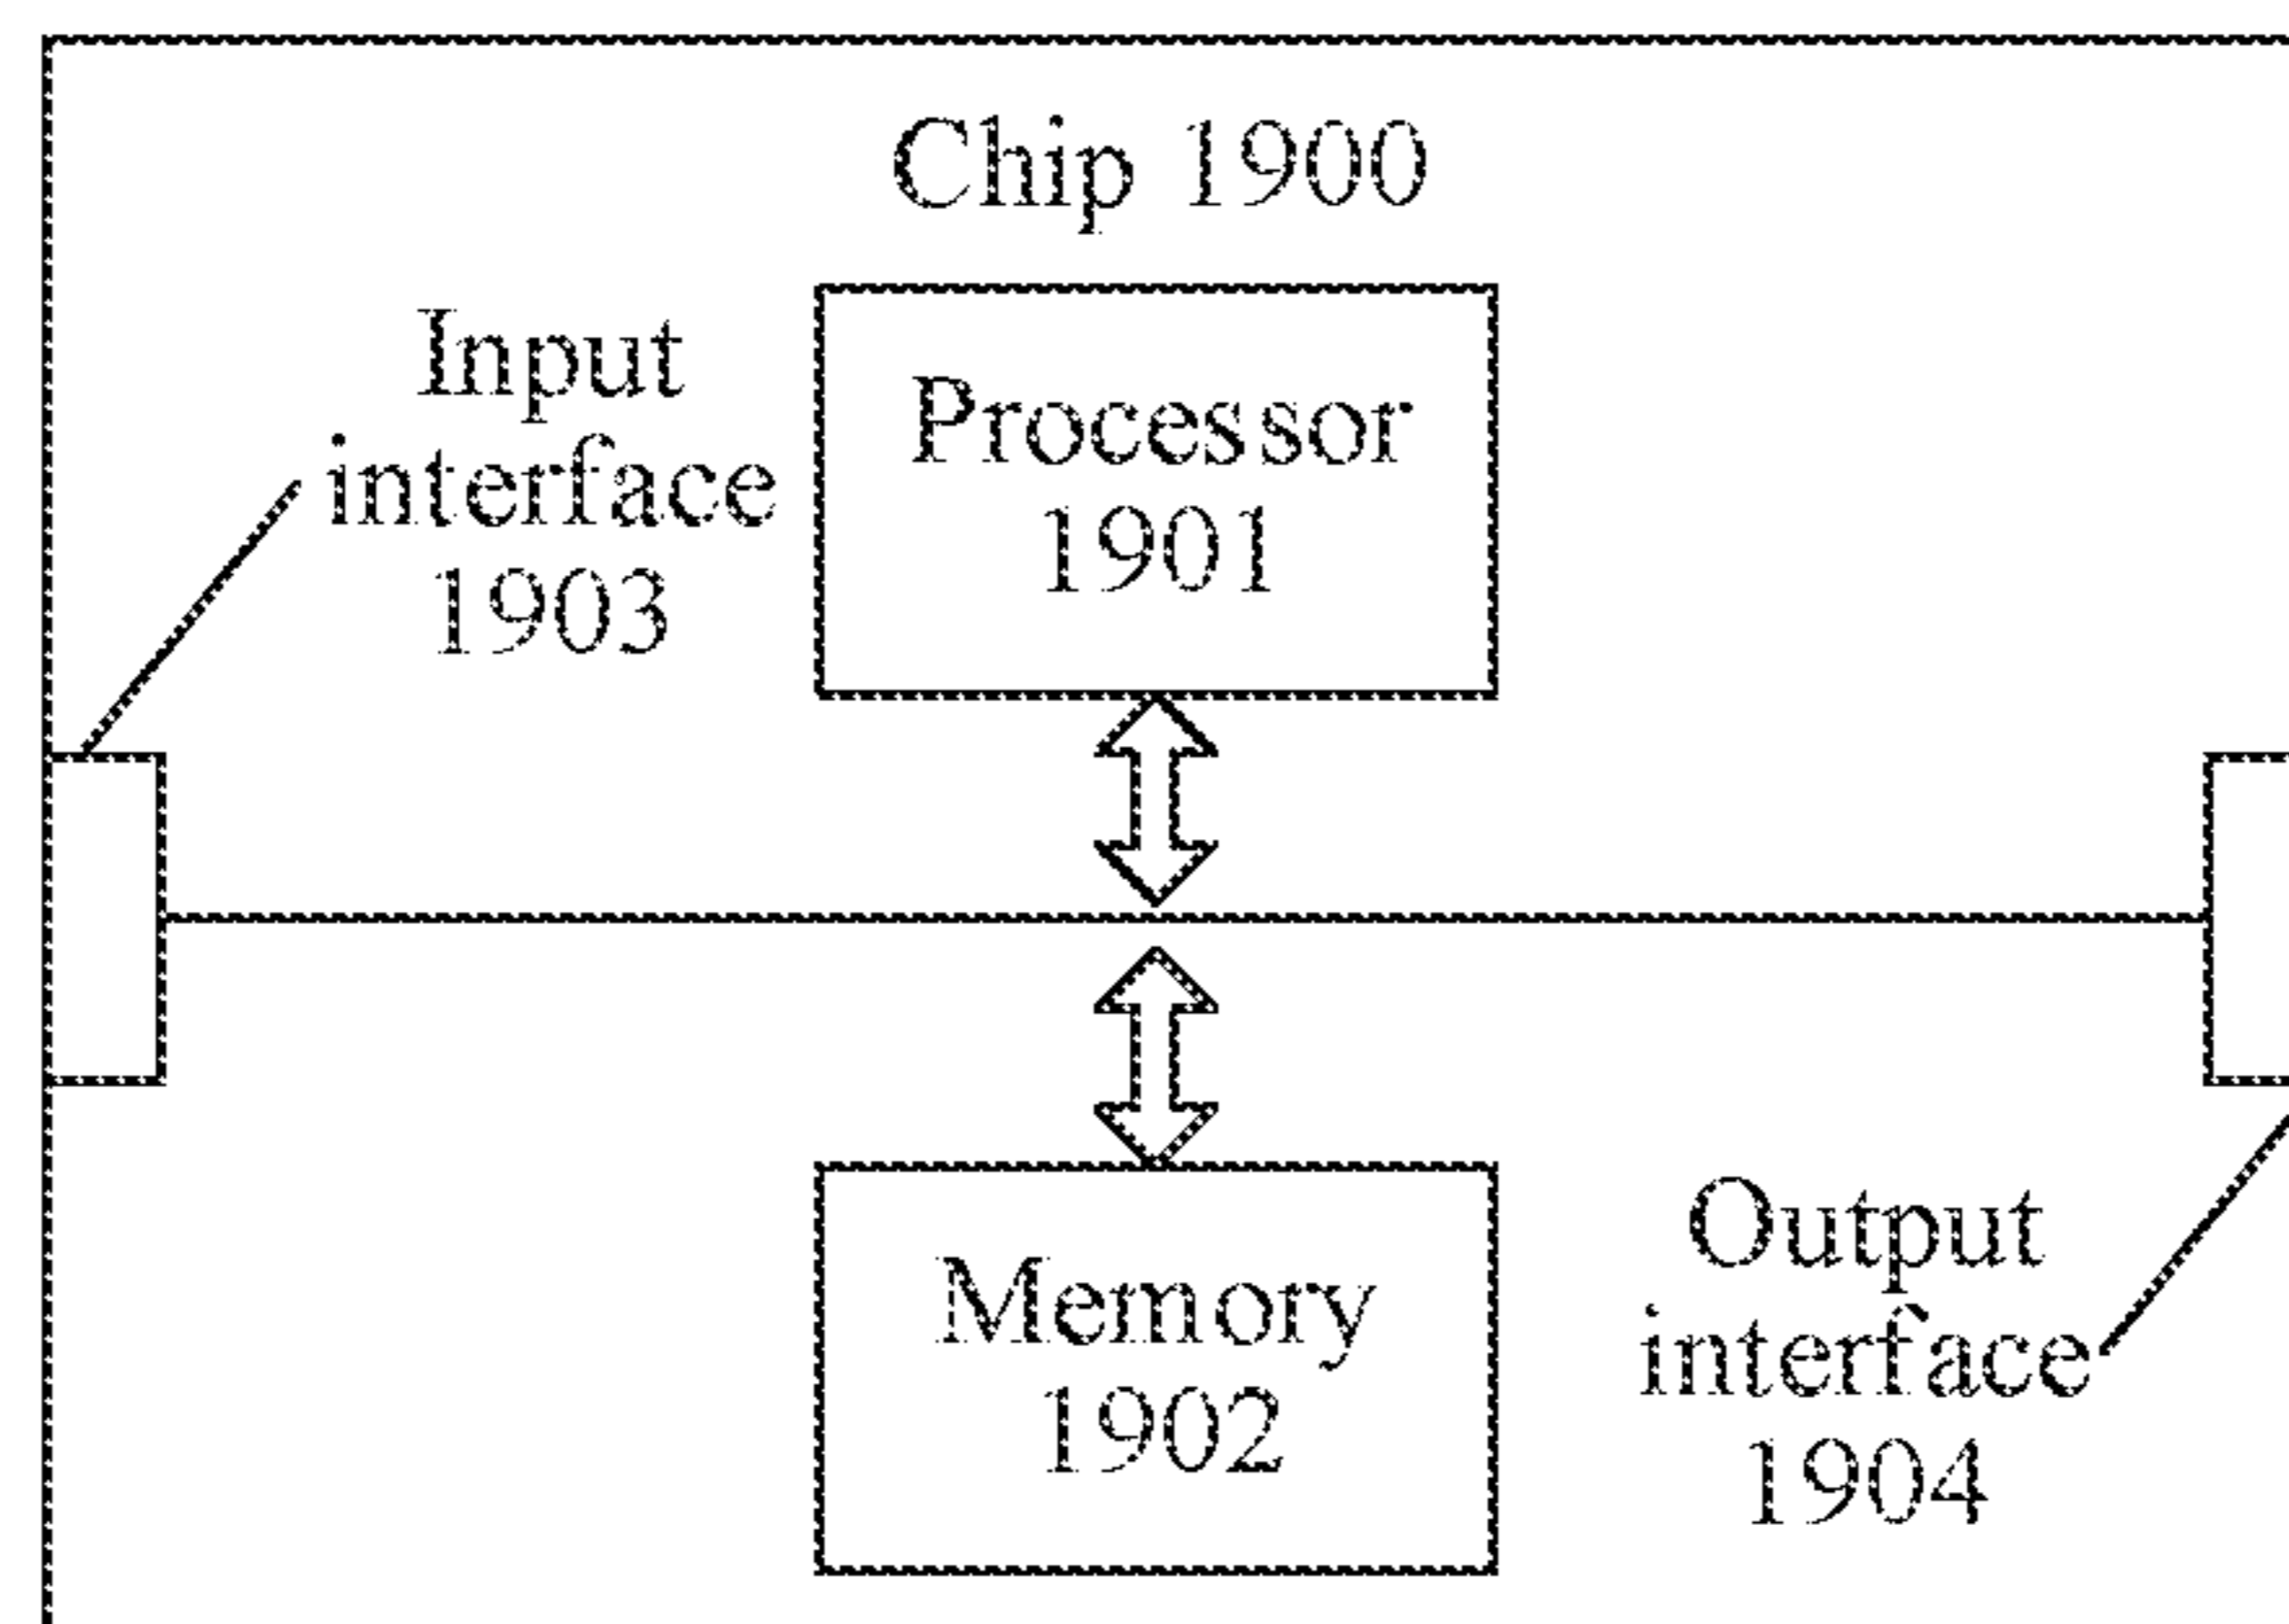 Chip 1900
Input
interface
1903
Processor
1901
Memory
1902
Output
interface
1904